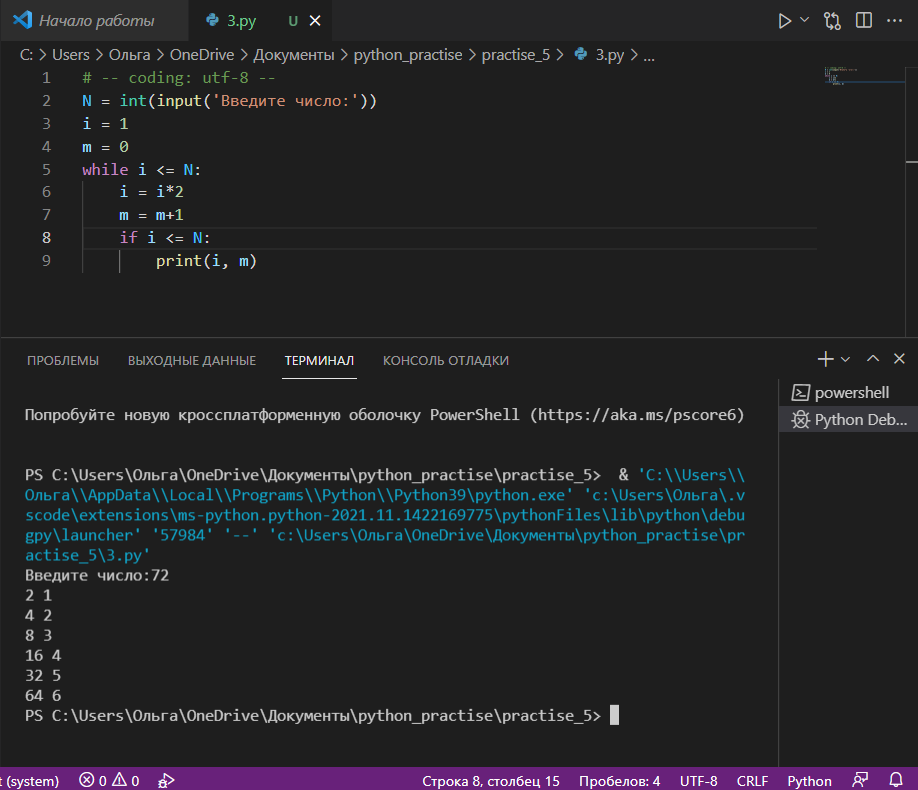 Начало работы
3.py U
C: > Users > Ольга > OneDrive > Документы > python_practise > practise_5 > 3.py > ...
1 # -- coding: utf-8 --
2 N = int(input('Введите число:'))
3 i = 1
4 m = 0
5 while i <= N:
6 i = i*2
7 m = m+1
8 if i <= N:
9 print(i, m)
ПРОБЛЕМЫ ВЫХОДНЫЕ ДАННЫЕ ТЕРМИНАЛ КОНСОЛЬ ОТЛАДКИ
powershell
Python Deb...
Попробуйте новую кроссплатформенную оболочку PowerShell (https://aka.ms/pscore6)
PS C:\Users\Ольга\OneDrive\Документы\python_practise\practise_5>  & 'C:\\Users\\
Ольга\\AppData\\Local\\Programs\\Python\\Python39\python.exe' 'c:\Users\Ольга\.v
scode\extensions\ms-python.python-2021.11.1422169775\pythonFiles\lib\python\debu
gpy\launcher' '57984' '--' 'c:\Users\Ольга\OneDrive\Документы\python_practise\pr
actise_5\3.py'
Введите число:72
2 1
4 2
8 3
16 4
32 5
64 6
PS C:\Users\Ольга\OneDrive\Документы\python_practise\practise_5>
t (system) 0 0 Строка 8, столбец 15 Пробелов: 4 UTF-8 CRLF Python